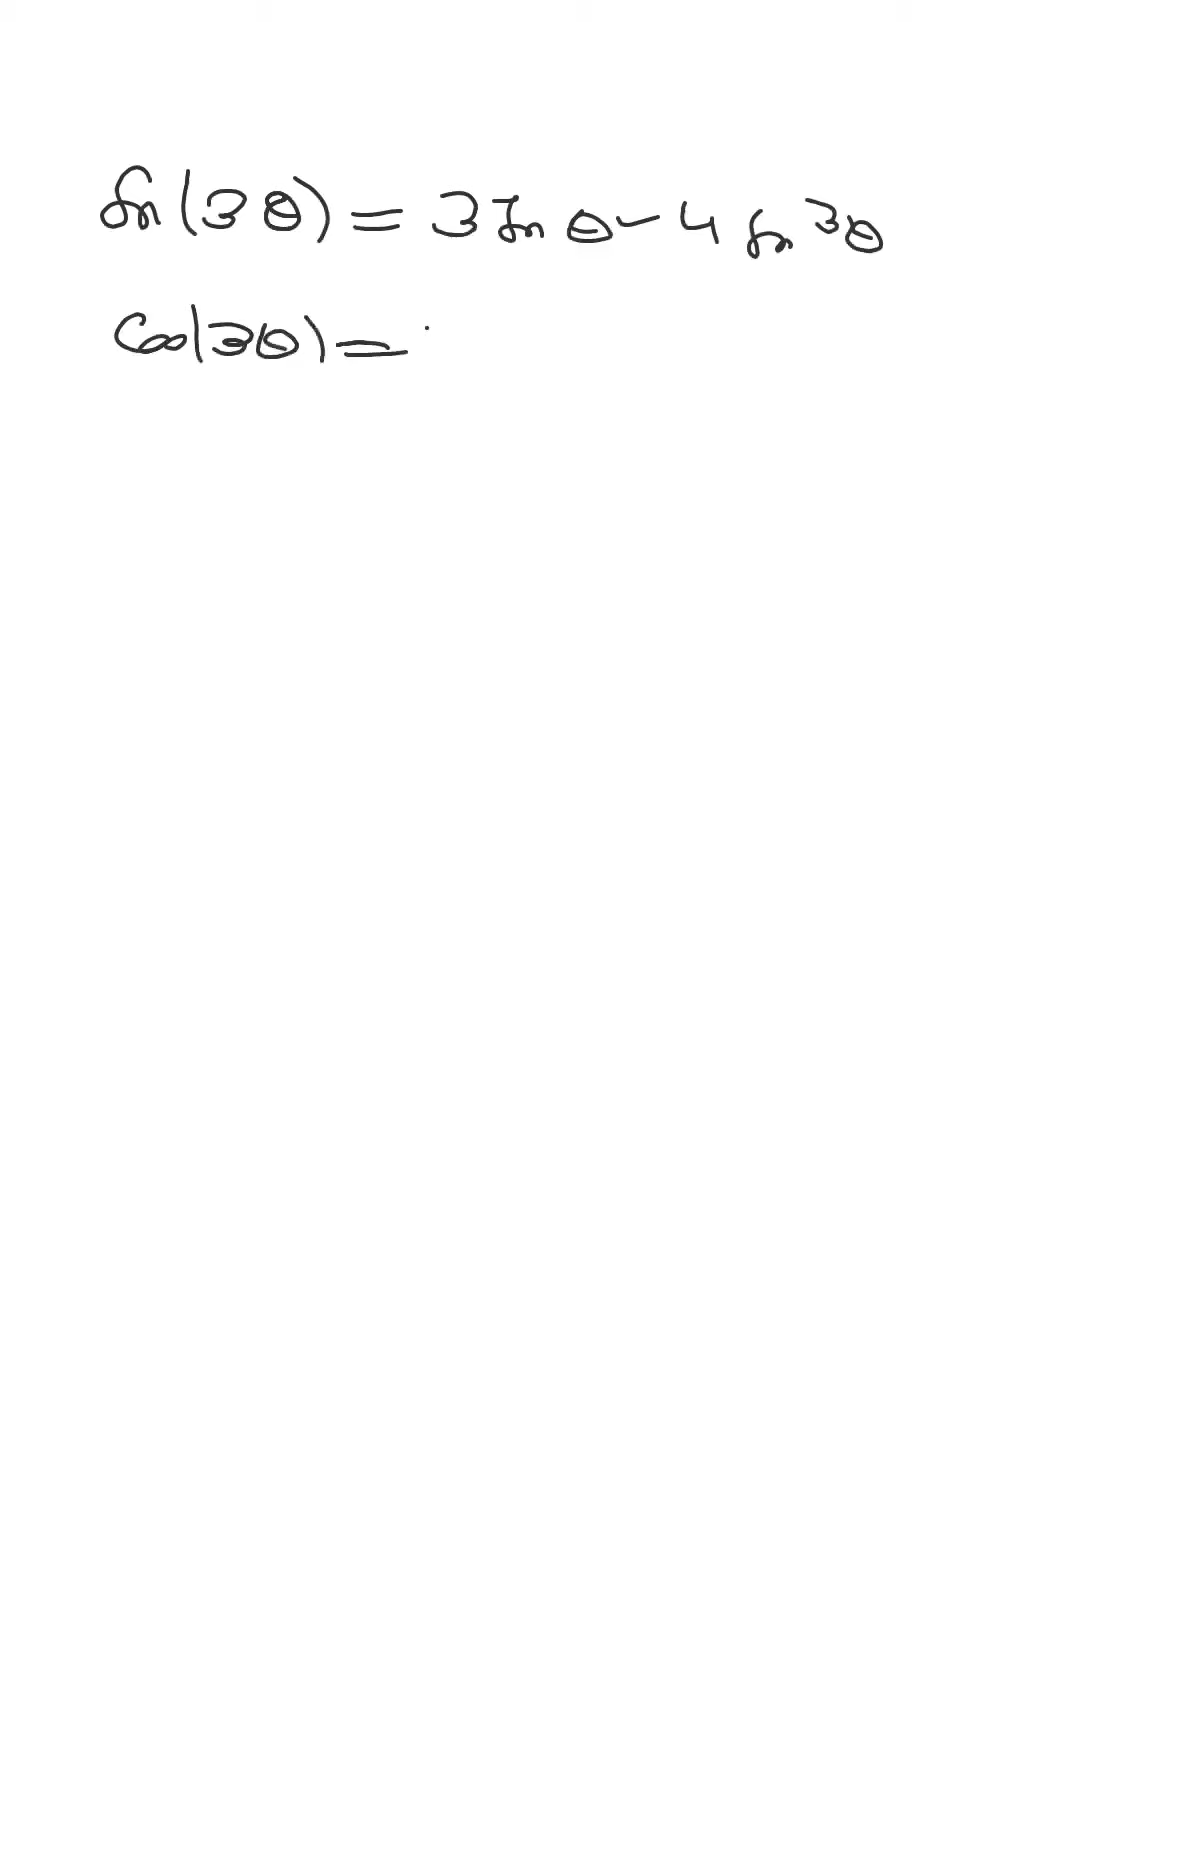 sin(3θ) = 3 sin θ - 4 sin³θ
cos(3θ) =